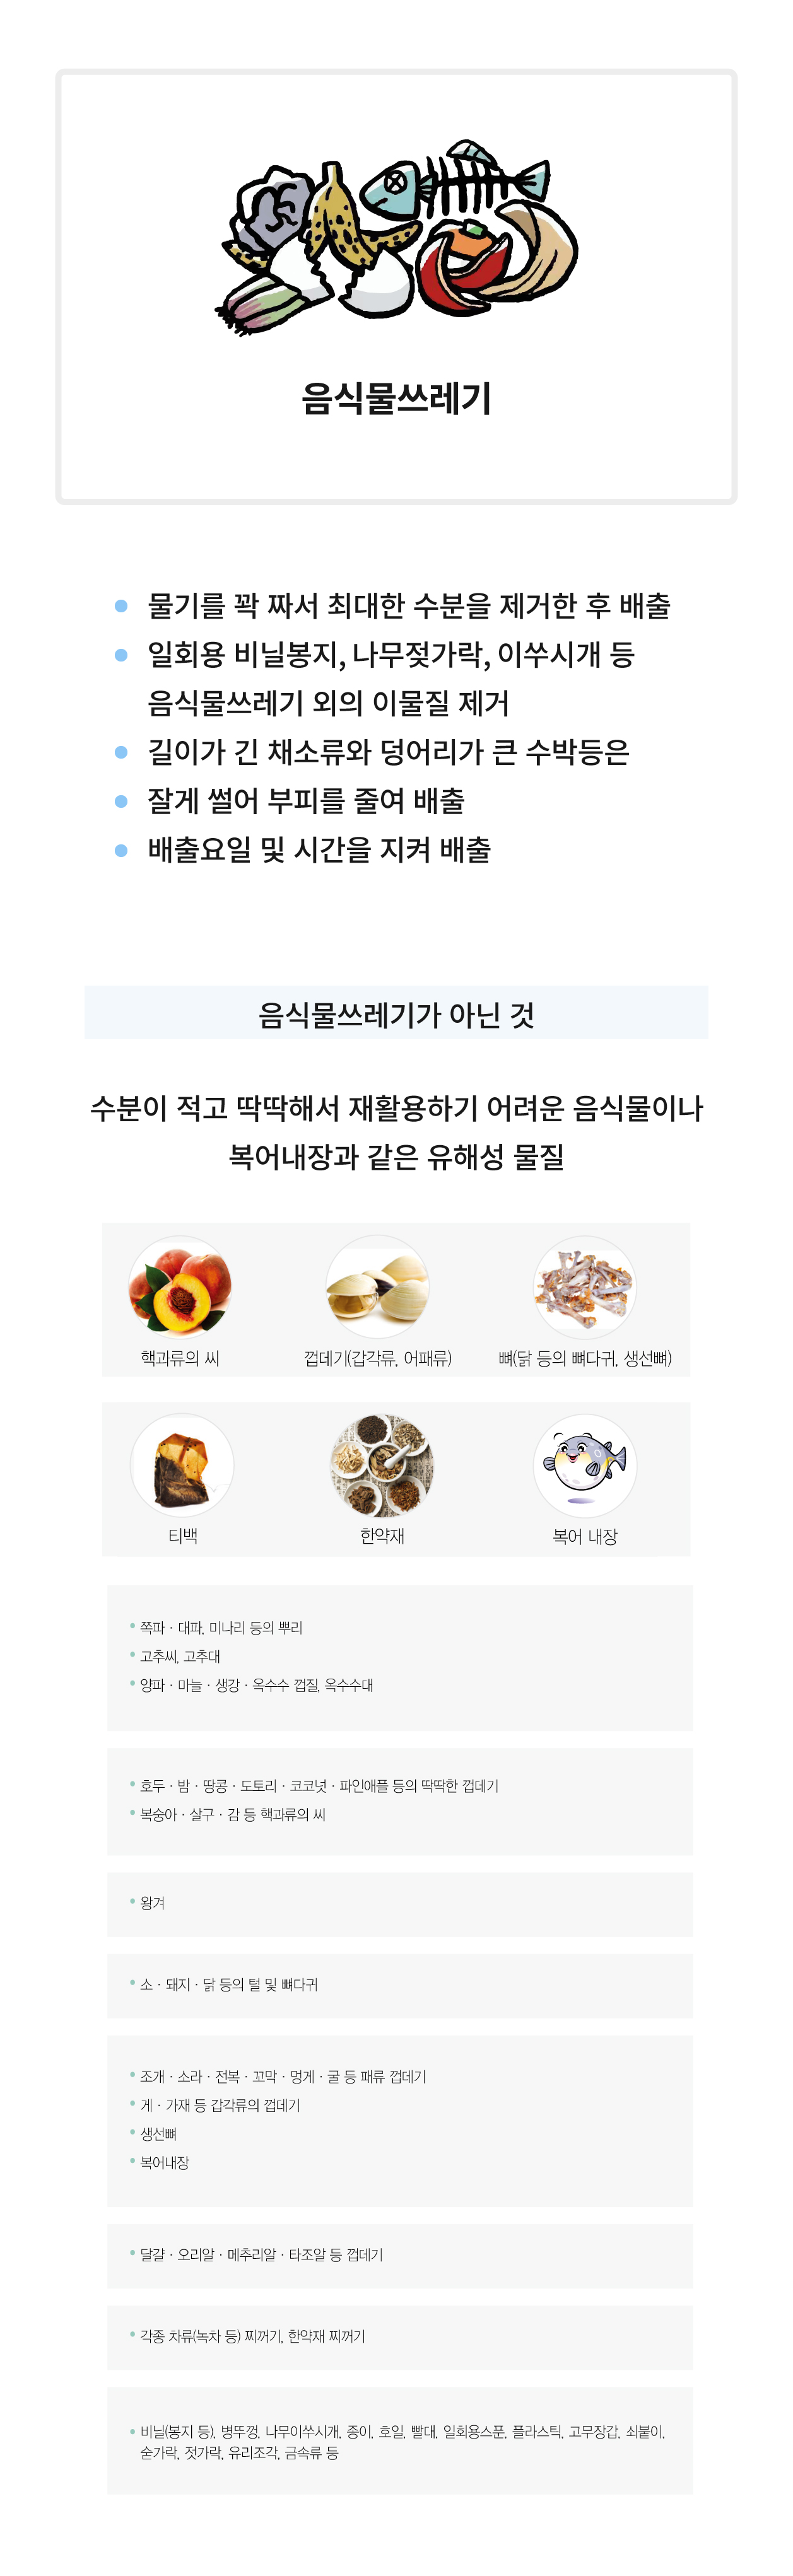 음식물쓰레기
물기를 꽉 짜서 최대한 수분을 제거한 후 배출
일회용 비닐봉지, 나무젖가락, 이쑤시개 등
음식물쓰레기 외의 이물질 제거
길이가 긴 채소류와 덩어리가 큰 수박등은
잘게 썰어 부피를 줄여 배출
배출요일 및 시간을 지켜 배출
음식물쓰레기가 아닌 것
수분이 적고 딱딱해서 재활용하기 어려운 음식물이나
복어내장과 같은 유해성 물질
핵과류의 씨
껍데기(갑각류, 어패류)
뼈(닭 등의 뼈다귀, 생선뼈)
티백
한약재
복어 내장
• 쪽파 · 대파, 미나리 등의 뿌리
• 고추씨, 고추대
• 양파 · 마늘 · 생강 · 옥수수 껍질, 옥수수대
• 호두 · 밤 · 땅콩 · 도토리 · 코코넛 · 파인애플 등의 딱딱한 껍데기
• 복숭아 · 살구 · 감 등 핵과류의 씨
• 왕겨
• 소 · 돼지 · 닭 등의 털 및 뼈다귀
• 조개 · 소라 · 전복 · 꼬막 · 멍게 · 굴 등 패류 껍데기
• 게 · 가재 등 갑각류의 껍데기
• 생선뼈
• 복어내장
• 달걀 · 오리알 · 메추리알 · 타조알 등 껍데기
• 각종 차류(녹차 등) 찌꺼기, 한약재 찌꺼기
• 비닐(봉지 등), 병뚜껑, 나무이쑤시개, 종이, 호일, 빨대, 일회용스푼, 플라스틱, 고무장갑, 쇠붙이,
숟가락, 젓가락, 유리조각, 금속류 등